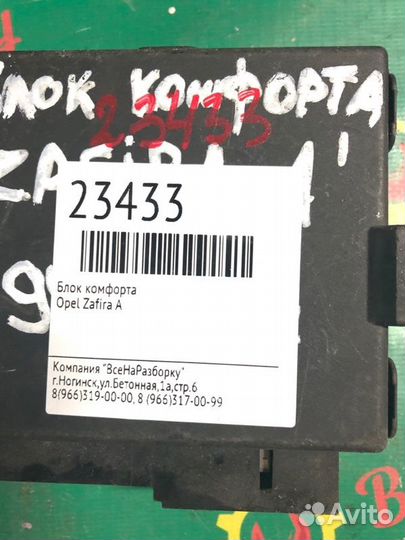 БЛОК КОМФОРТА
23433
ZAFIRA A
23433
Блок комфорта
Opel Zafira A
Компания "ВсеНаРазборку"
г.Ногинск,ул.Бетонная,1а,стр.6
8(966)319-00-00, 8 (966)317-00-99
Avito